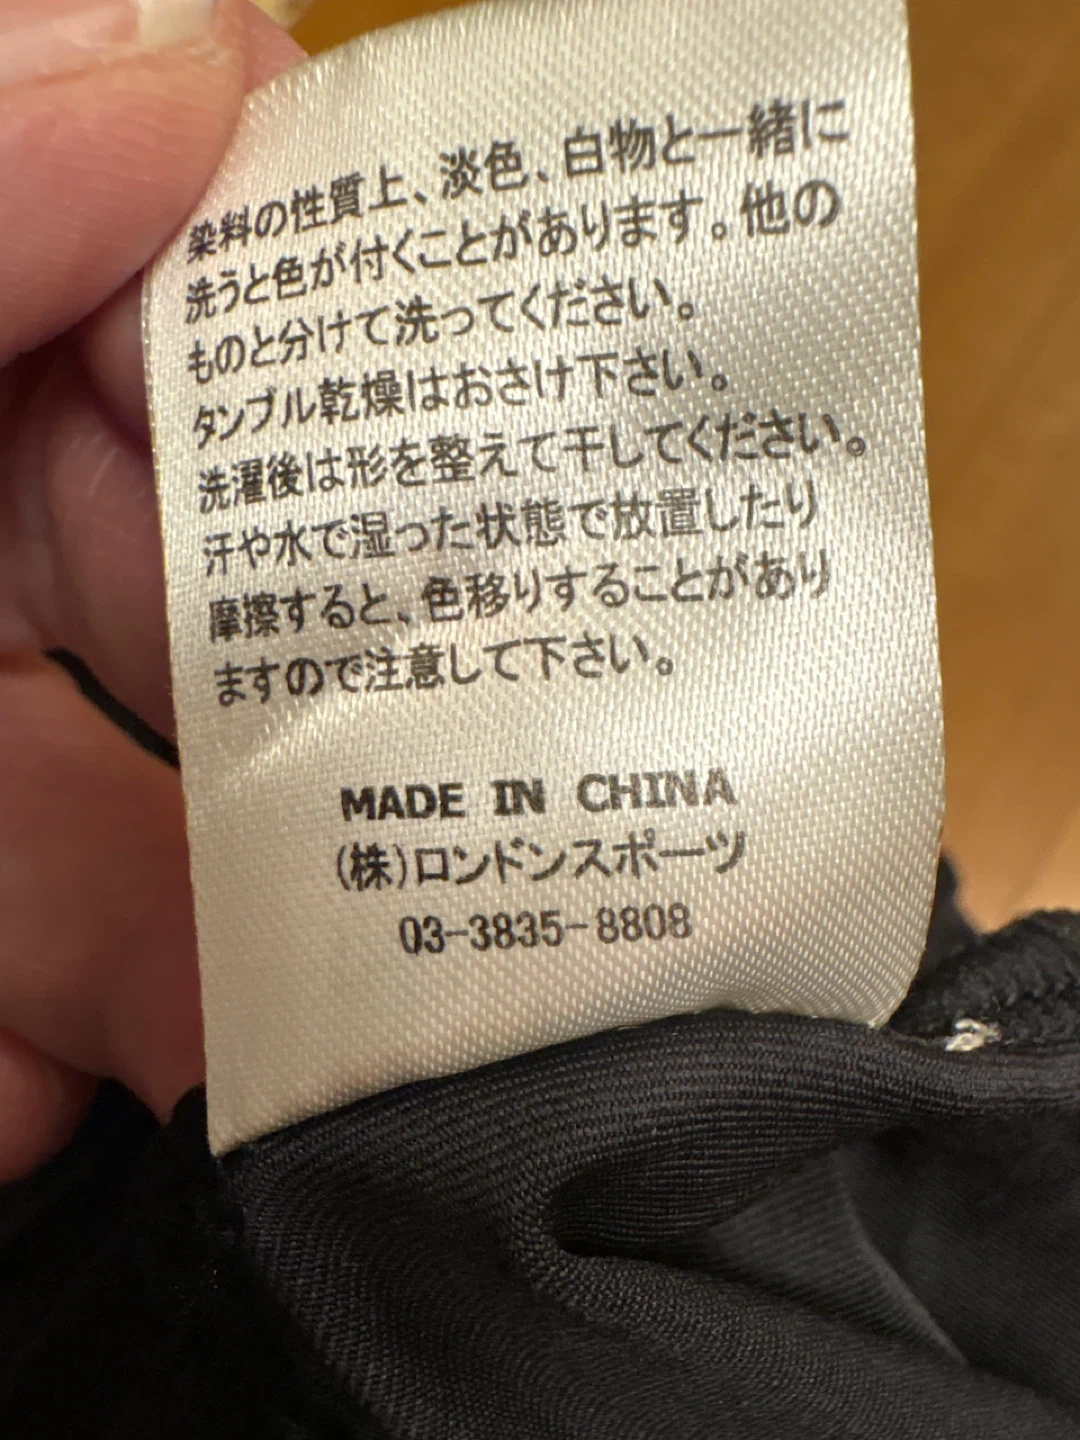 染料の性質上、淡色、白物と一緒に
洗うと色が付くことがあります。他の
ものと分けて洗ってください。
タンブル乾燥はおさけ下さい。
洗濯後は形を整えて干してください。
汗や水で湿った状態で放置したり
摩擦すると、色移りすることがあり
ますので注意して下さい。
MADE IN CHINA
(株)ロンドンスポーツ
03-3835-8808